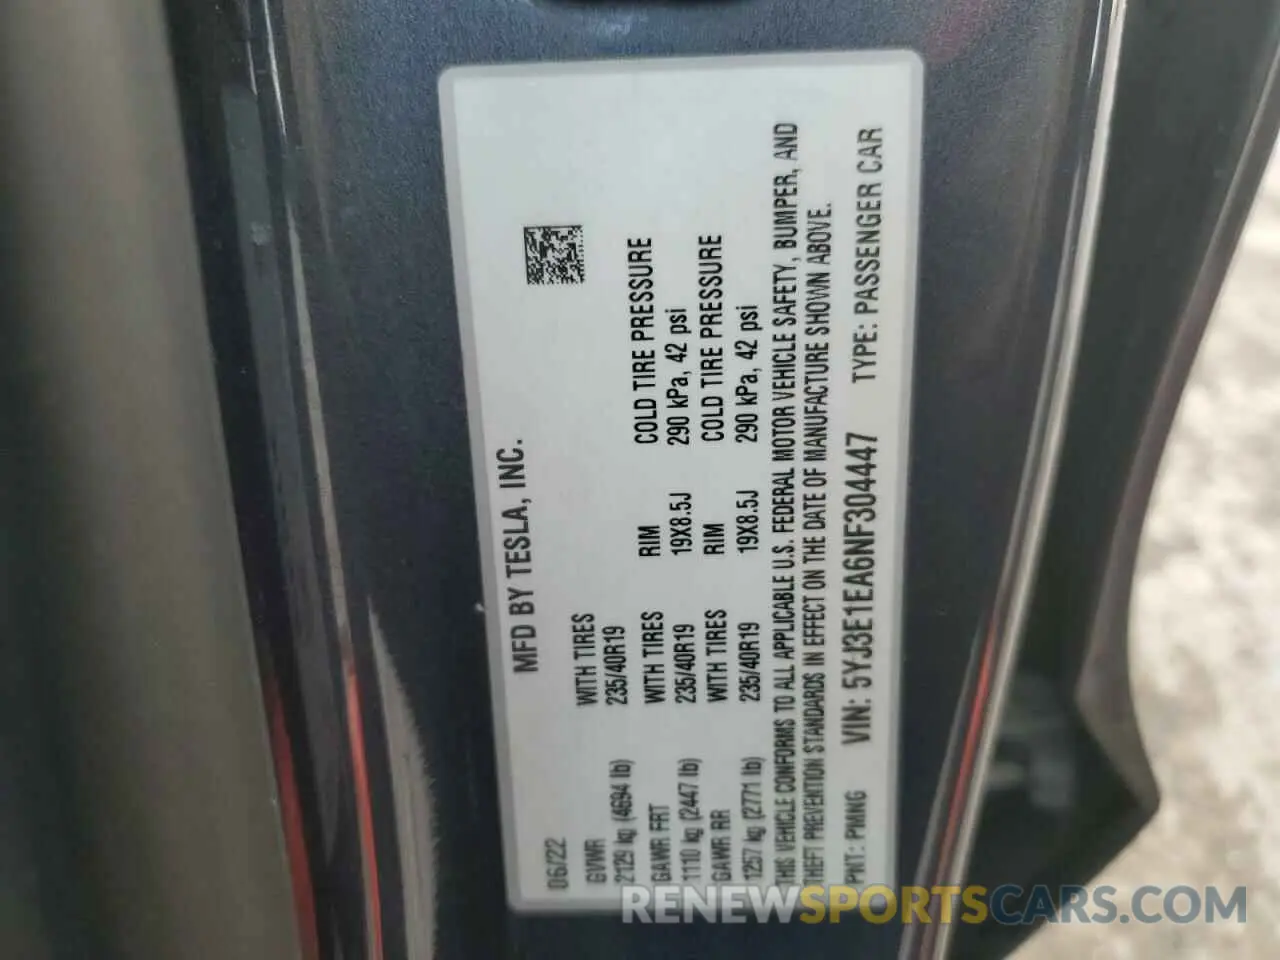 MFD BY TESLA, INC.
06/22
GVWR
2129 kg (4694 lb)
WITH TIRES
235/40R19
GAWR FRT
1110 kg (2447 lb)
WITH TIRES
235/40R19
RIM
19X8.5J
COLD TIRE PRESSURE
290 kPa, 42 psi
GAWR RR
1257 kg (2771 lb)
WITH TIRES
235/40R19
RIM
19X8.5J
COLD TIRE PRESSURE
290 kPa, 42 psi
THIS VEHICLE CONFORMS TO ALL APPLICABLE U.S. FEDERAL MOTOR VEHICLE SAFETY, BUMPER, AND
THEFT PREVENTION STANDARDS IN EFFECT ON THE DATE OF MANUFACTURE SHOWN ABOVE.
PMT: PMNG VIN: 5YJ3E1EA6NF304447 TYPE: PASSENGER CAR
RENEWSPORTSCARS.COM